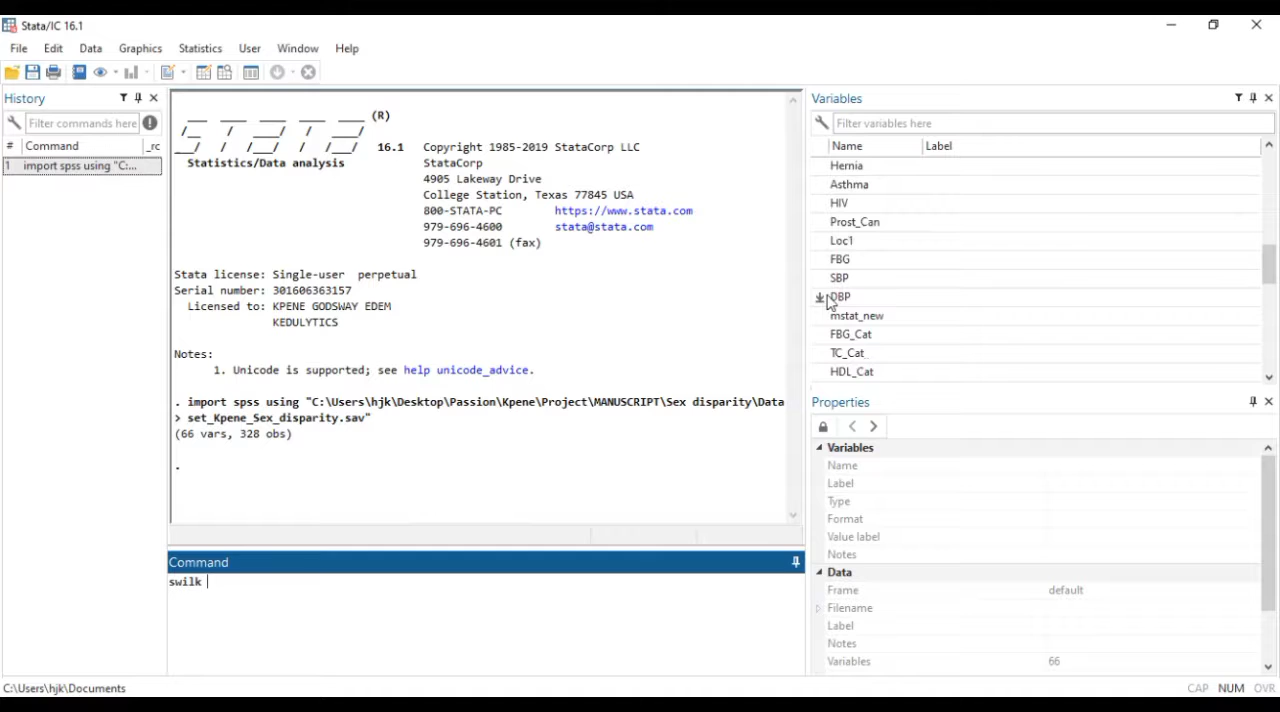 Stata/IC 16.1
File Edit Data Graphics Statistics User Window Help
History
Filter commands here
# Command _rc
1 import spss using "C:...
(R)
16.1 Copyright 1985-2019 StataCorp LLC
Statistics/Data analysis StataCorp
4905 Lakeway Drive
College Station, Texas 77845 USA
800-STATA-PC https://www.stata.com
979-696-4600 stata@stata.com
979-696-4601 (fax)
Stata license: Single-user perpetual
Serial number: 301606363157
Licensed to: KPENE GODSWAY EDEM
KEDULYTICS
Notes:
1. Unicode is supported; see help unicode_advice.
. import spss using "C:\Users\hjk\Desktop\Passion\Kpene\Project\MANUSCRIPT\Sex disparity\Data
> set_Kpene_Sex_disparity.sav"
(66 vars, 328 obs)
.
Command
swilk
Variables
Filter variables here
Name Label
Hernia
Asthma
HIV
Prost_Can
Loc1
FBG
SBP
DBP
mstat_new
FBG_Cat
TC_Cat
HDL_Cat
Properties
Variables
Name
Label
Type
Format
Value label
Notes
Data
Frame default
Filename
Label
Notes
Variables 66
C:\Users\hjk\Documents
CAP NUM OVR